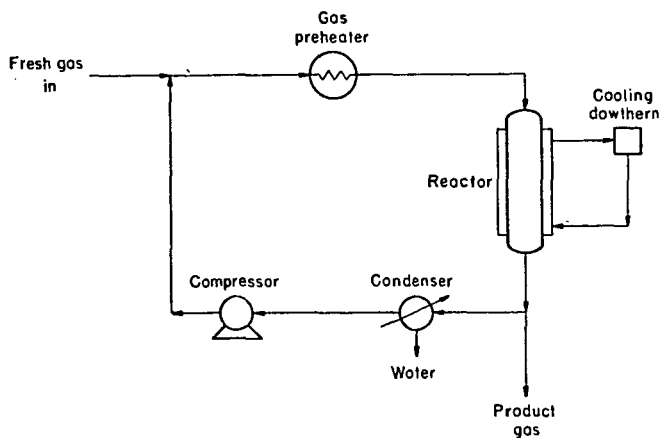 Gas
preheater
Fresh gas
in
Cooling
dowthern
Reactor
Compressor
Condenser
Woter
Product
gas